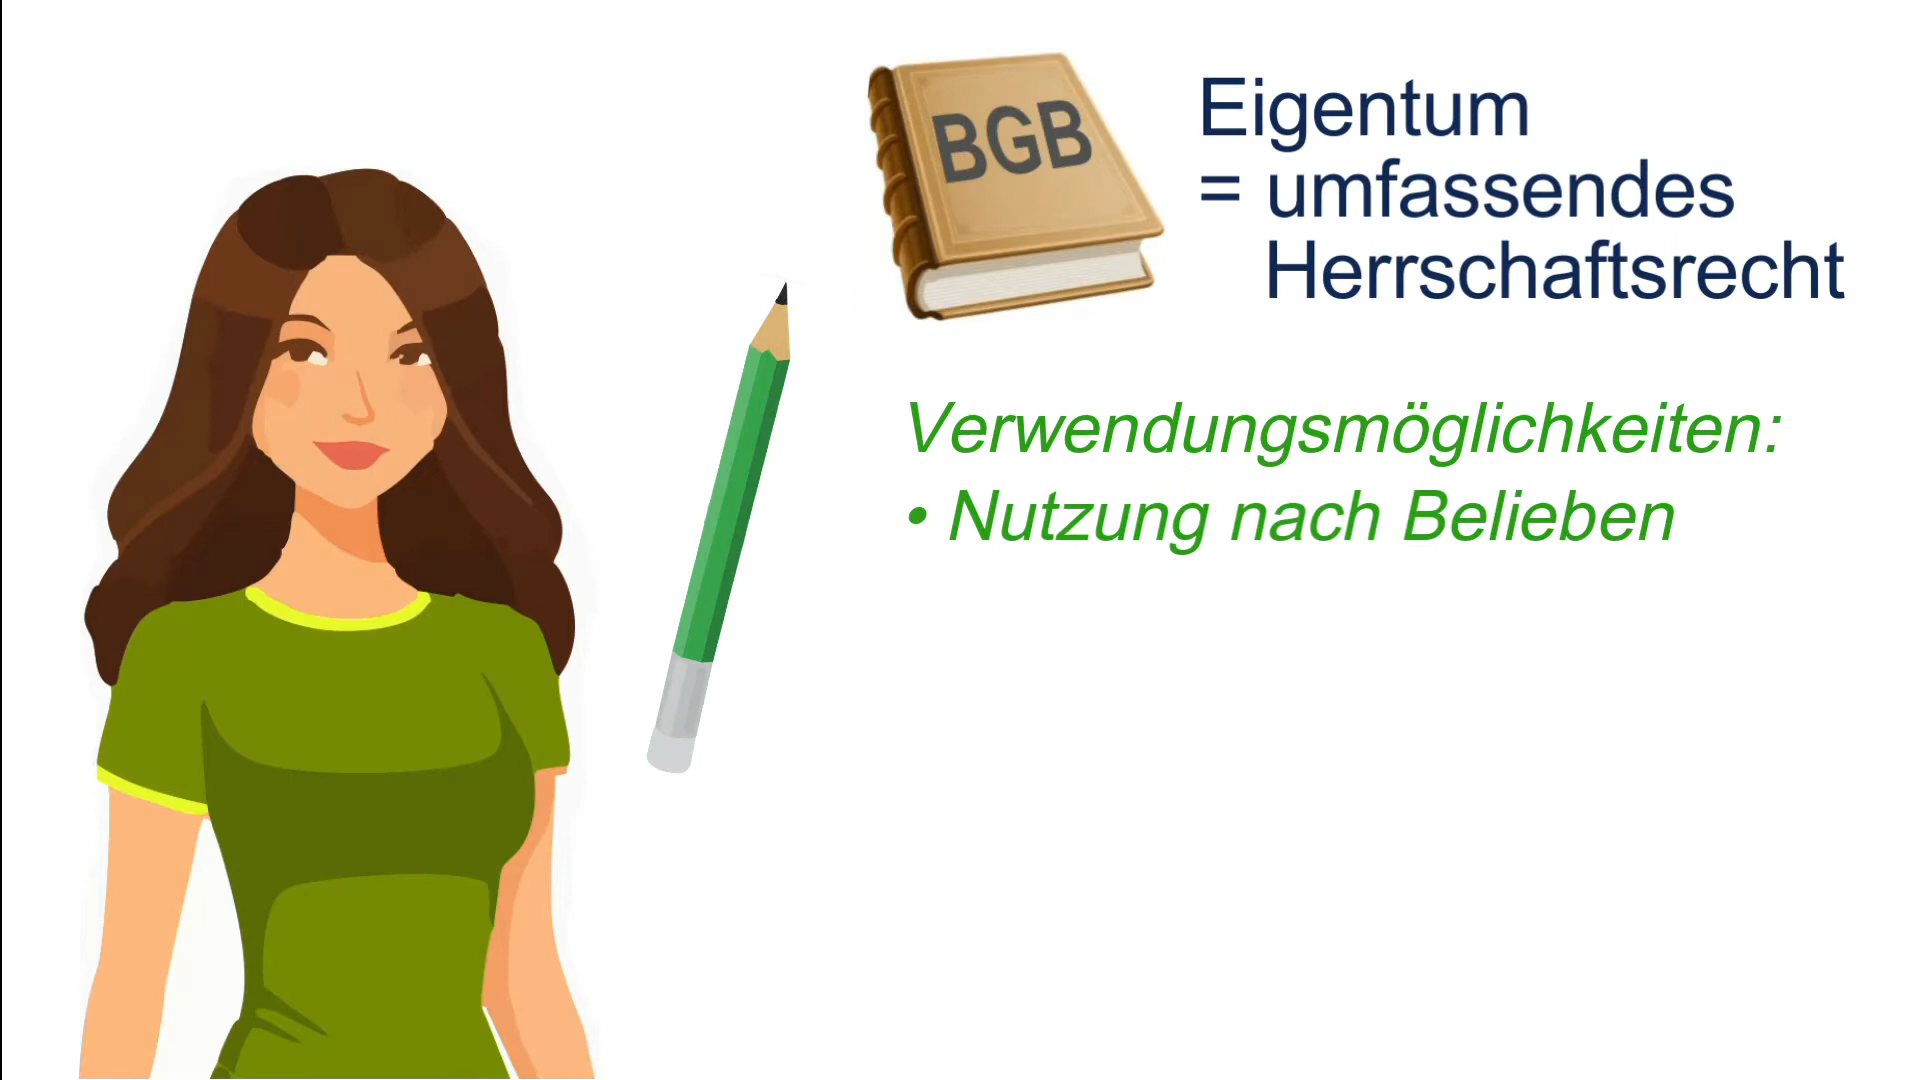 BGB
Eigentum
= umfassendes
Herrschaftsrecht
Verwendungsmöglichkeiten:
• Nutzung nach Belieben